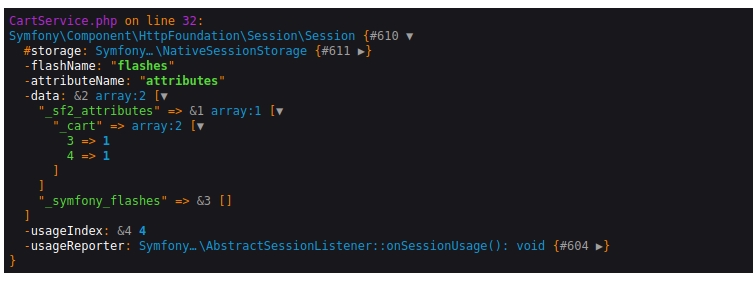 CartService.php on line 32:
Symfony\Component\HttpFoundation\Session\Session {#610 ▼
  #storage: Symfony…\NativeSessionStorage {#611 ▶}
  -flashName: "flashes"
  -attributeName: "attributes"
  -data: &2 array:2 [▼
    "_sf2_attributes" => &1 array:1 [▼
      "_cart" => array:2 [▼
        3 => 1
        4 => 1
      ]
    ]
    "_symfony_flashes" => &3 []
  ]
  -usageIndex: &4 4
  -usageReporter: Symfony…\AbstractSessionListener::onSessionUsage(): void {#604 ▶}
}